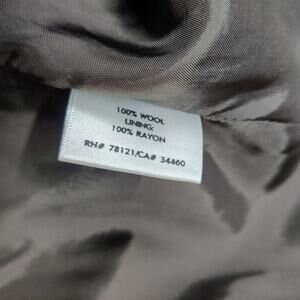 100% WOOL
LINING:
100% RAYON
RN# 78121/CA# 34460